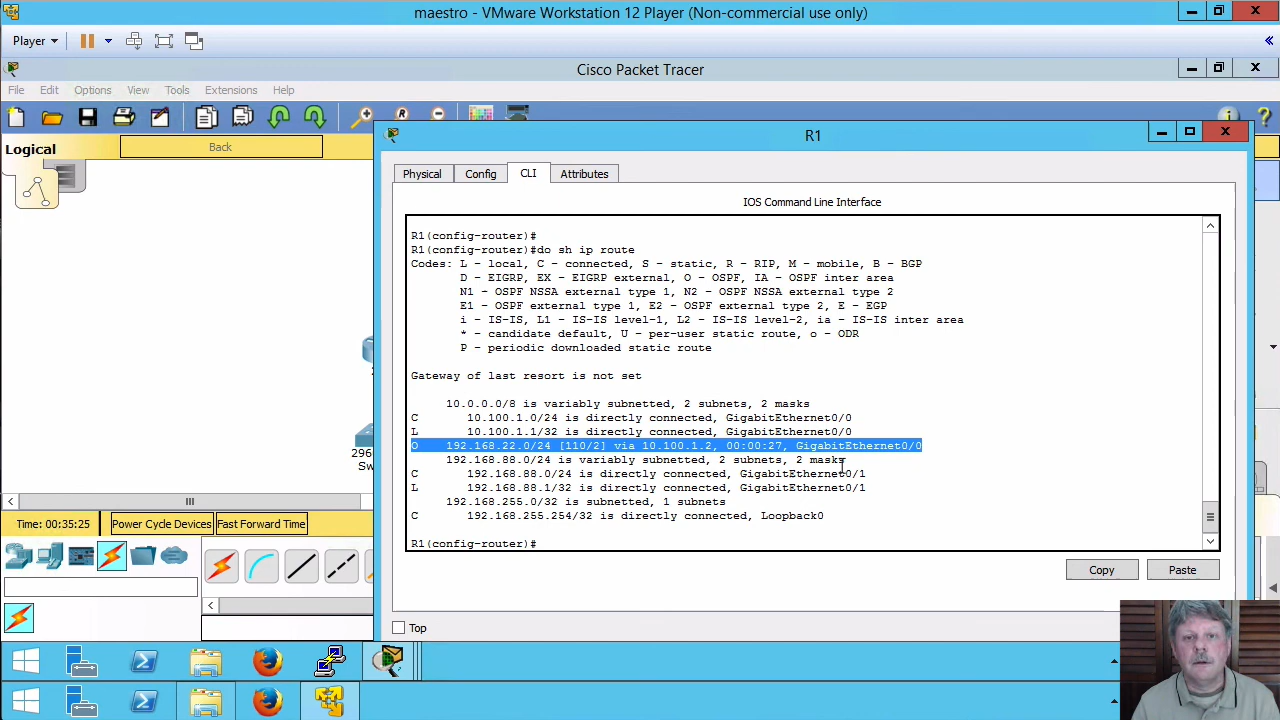 maestro - VMware Workstation 12 Player (Non-commercial use only)
Player
Cisco Packet Tracer
File Edit Options View Tools Extensions Help
R1
Logical
Back
Physical Config CLI Attributes
IOS Command Line Interface
R1(config-router)#
R1(config-router)#do sh ip route
Codes: L - local, C - connected, S - static, R - RIP, M - mobile, B - BGP
D - EIGRP, EX - EIGRP external, O - OSPF, IA - OSPF inter area
N1 - OSPF NSSA external type 1, N2 - OSPF NSSA external type 2
E1 - OSPF external type 1, E2 - OSPF external type 2, E - EGP
i - IS-IS, L1 - IS-IS level-1, L2 - IS-IS level-2, ia - IS-IS inter area
* - candidate default, U - per-user static route, o - ODR
P - periodic downloaded static route
Gateway of last resort is not set
10.0.0.0/8 is variably subnetted, 2 subnets, 2 masks
C 10.100.1.0/24 is directly connected, GigabitEthernet0/0
L 10.100.1.1/32 is directly connected, GigabitEthernet0/0
O 192.168.22.0/24 [110/2] via 10.100.1.2, 00:00:27, GigabitEthernet0/0
192.168.88.0/24 is variably subnetted, 2 subnets, 2 masks
C 192.168.88.0/24 is directly connected, GigabitEthernet0/1
L 192.168.88.1/32 is directly connected, GigabitEthernet0/1
192.168.255.0/32 is subnetted, 1 subnets
C 192.168.255.254/32 is directly connected, Loopback0
R1(config-router)#
296
Sw
Time: 00:35:25 Power Cycle Devices Fast Forward Time
Copy Paste
Top